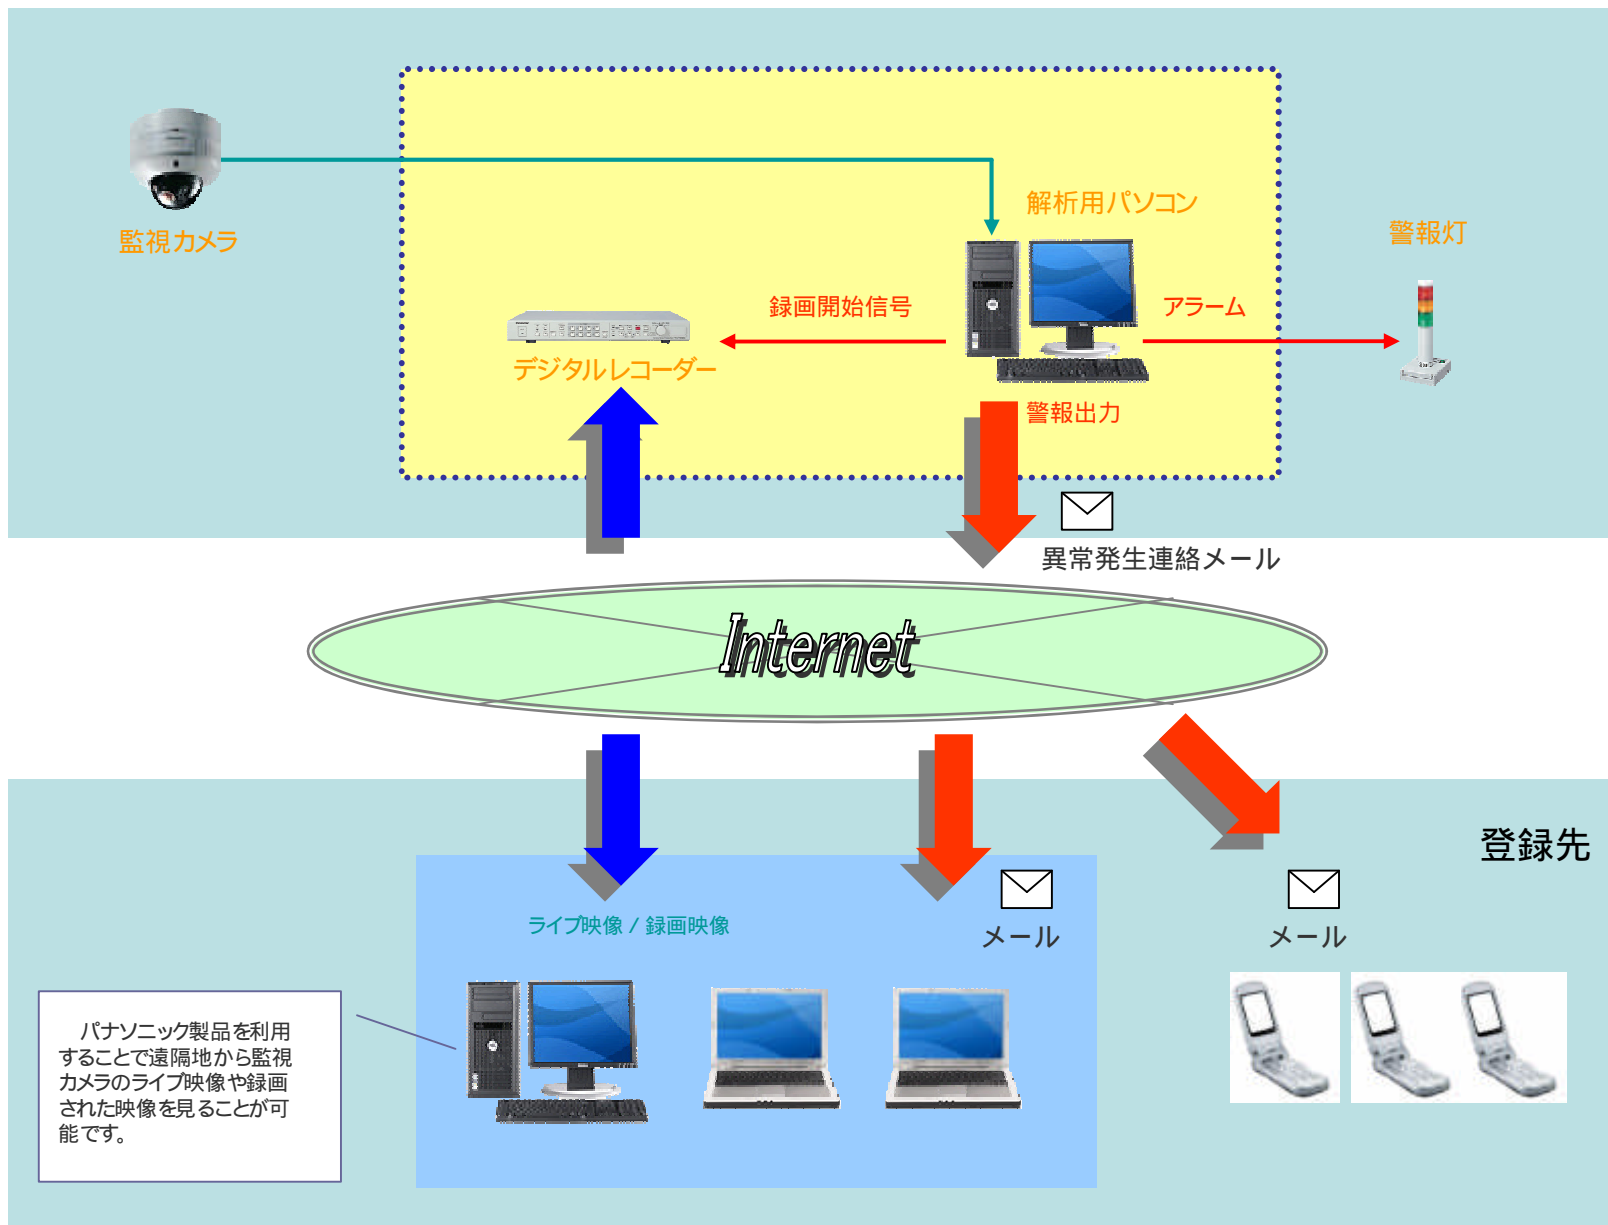 解析用パソコン
監視カメラ
警報灯
録画開始信号
アラーム
デジタルレコーダー
警報出力
異常発生連絡メール
Internet
登録先
ライブ映像 / 録画映像
メール
メール
パナソニック製品を利用
することで遠隔地から監視
カメラのライブ映像や録画
された映像を見ることが可
能です。